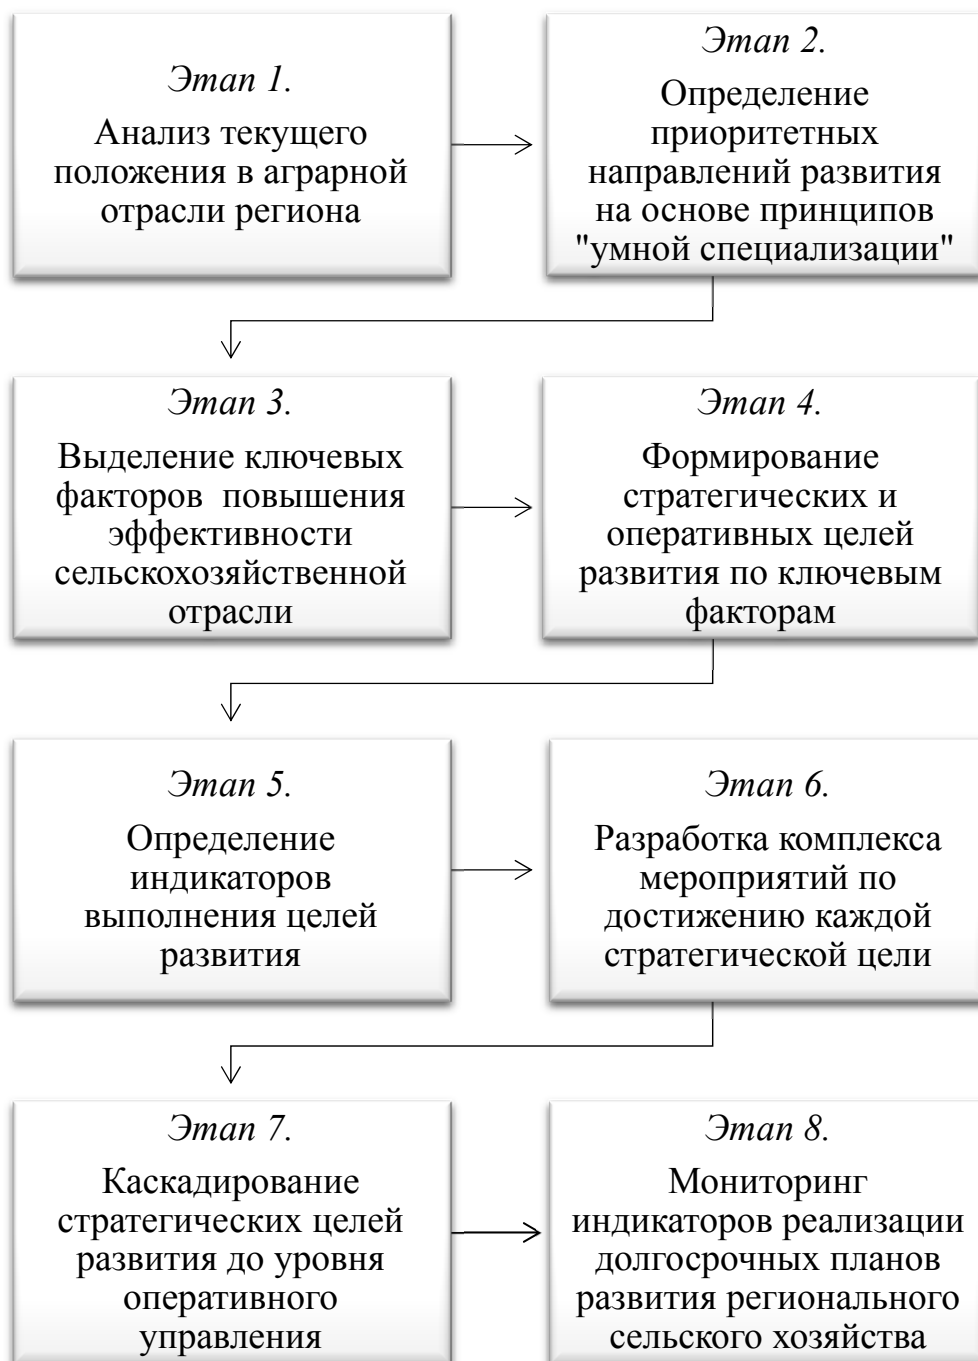 Этап 1.
Анализ текущего
положения в аграрной
отрасли региона
Этап 2.
Определение
приоритетных
направлений развития
на основе принципов
"умной специализации"
Этап 3.
Выделение ключевых
факторов  повышения
эффективности
сельскохозяйственной
отрасли
Этап 4.
Формирование
стратегических и
оперативных целей
развития по ключевым
факторам
Этап 5.
Определение
индикаторов
выполнения целей
развития
Этап 6.
Разработка комплекса
мероприятий по
достижению каждой
стратегической цели
Этап 7.
Каскадирование
стратегических целей
развития до уровня
оперативного
управления
Этап 8.
Мониторинг
индикаторов реализации
долгосрочных планов
развития регионального
сельского хозяйства